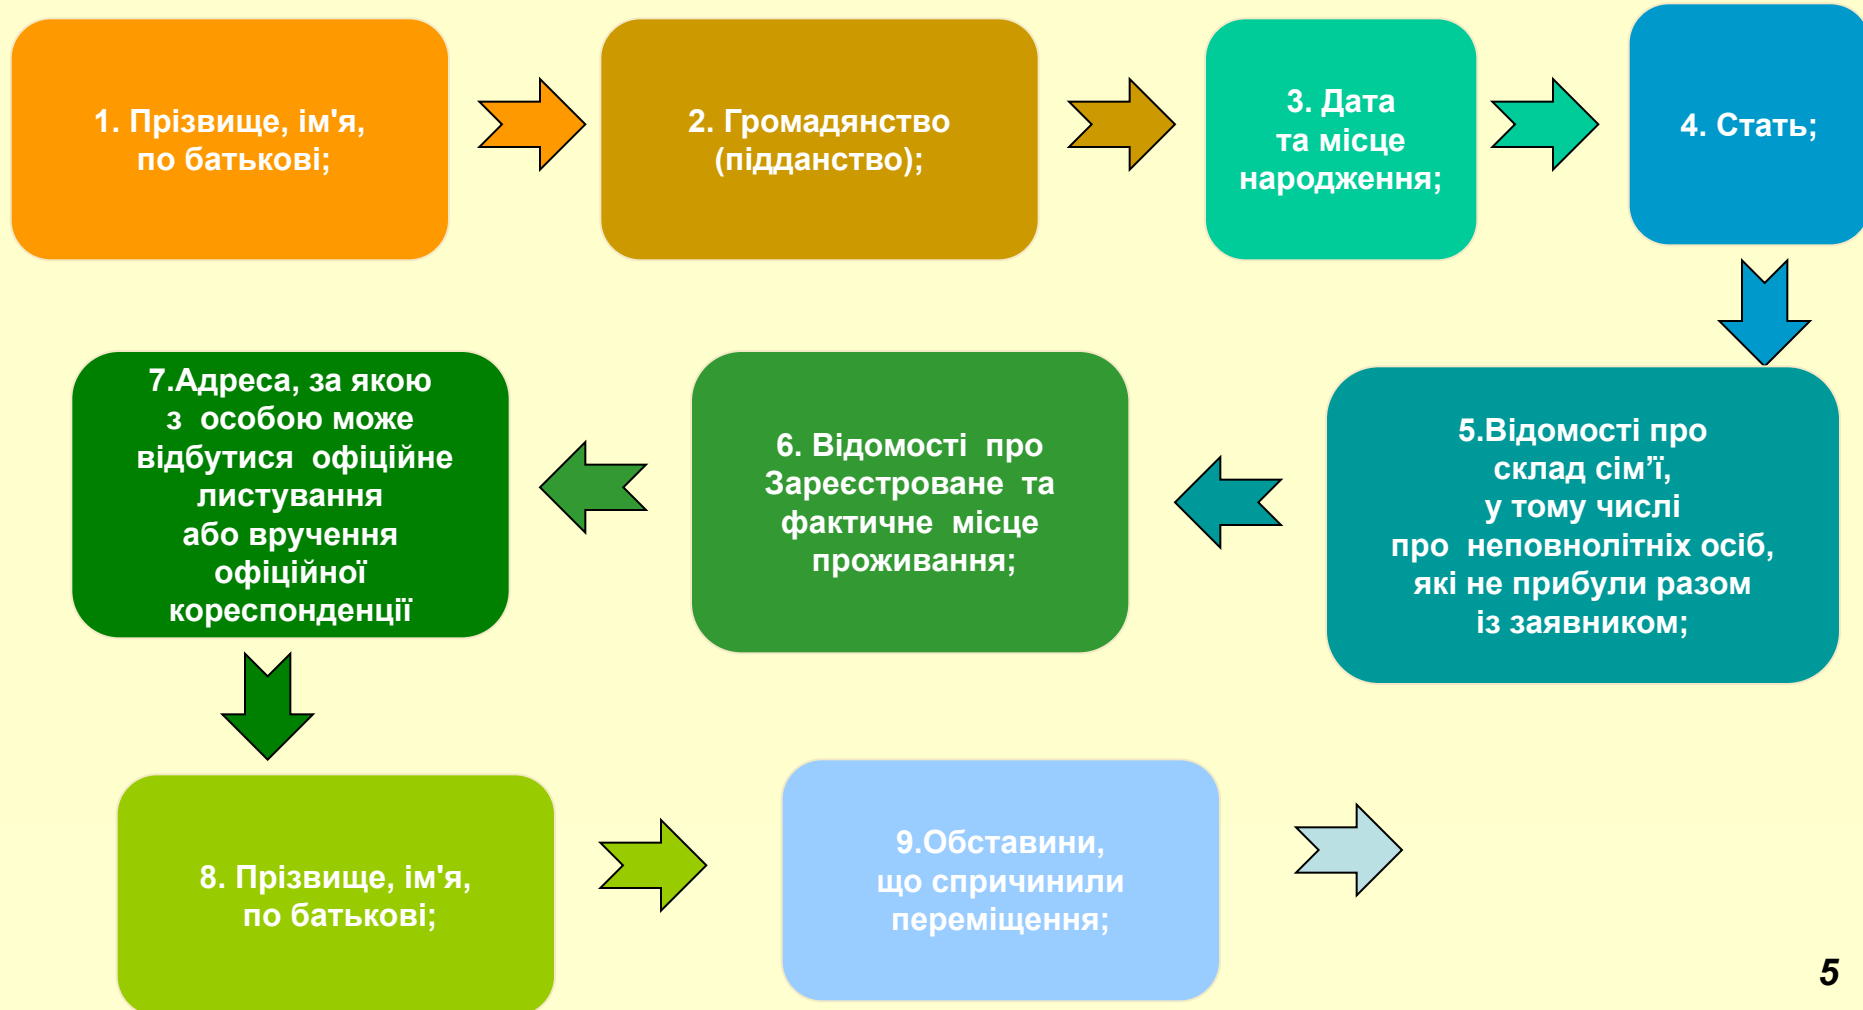 1. Прізвище, ім'я,
по батькові;
2. Громадянство
(підданство);
3. Дата
та місце
народження;
4. Стать;
5.Відомості про
склад сім’ї,
у тому числі
про неповнолітніх осіб,
які не прибули разом
із заявником;
6. Відомості про
Зареєстроване та
фактичне місце
проживання;
7.Адреса, за якою
з особою може
відбутися офіційне
листування
або вручення
офіційної
кореспонденції
8. Прізвище, ім'я,
по батькові;
9.Обставини,
що спричинили
переміщення;
5